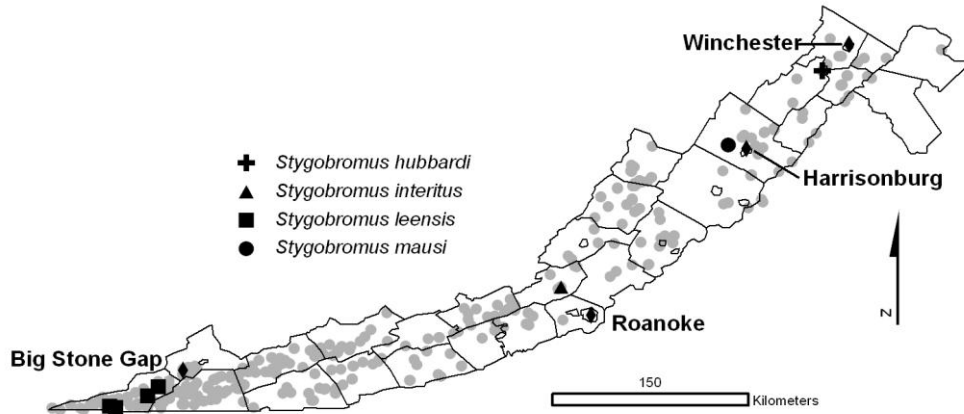 Winchester
Stygobromus hubbardi
Stygobromus interitus
Stygobromus leensis
Stygobromus mausi
Harrisonburg
N
Roanoke
Big Stone Gap
150
Kilometers